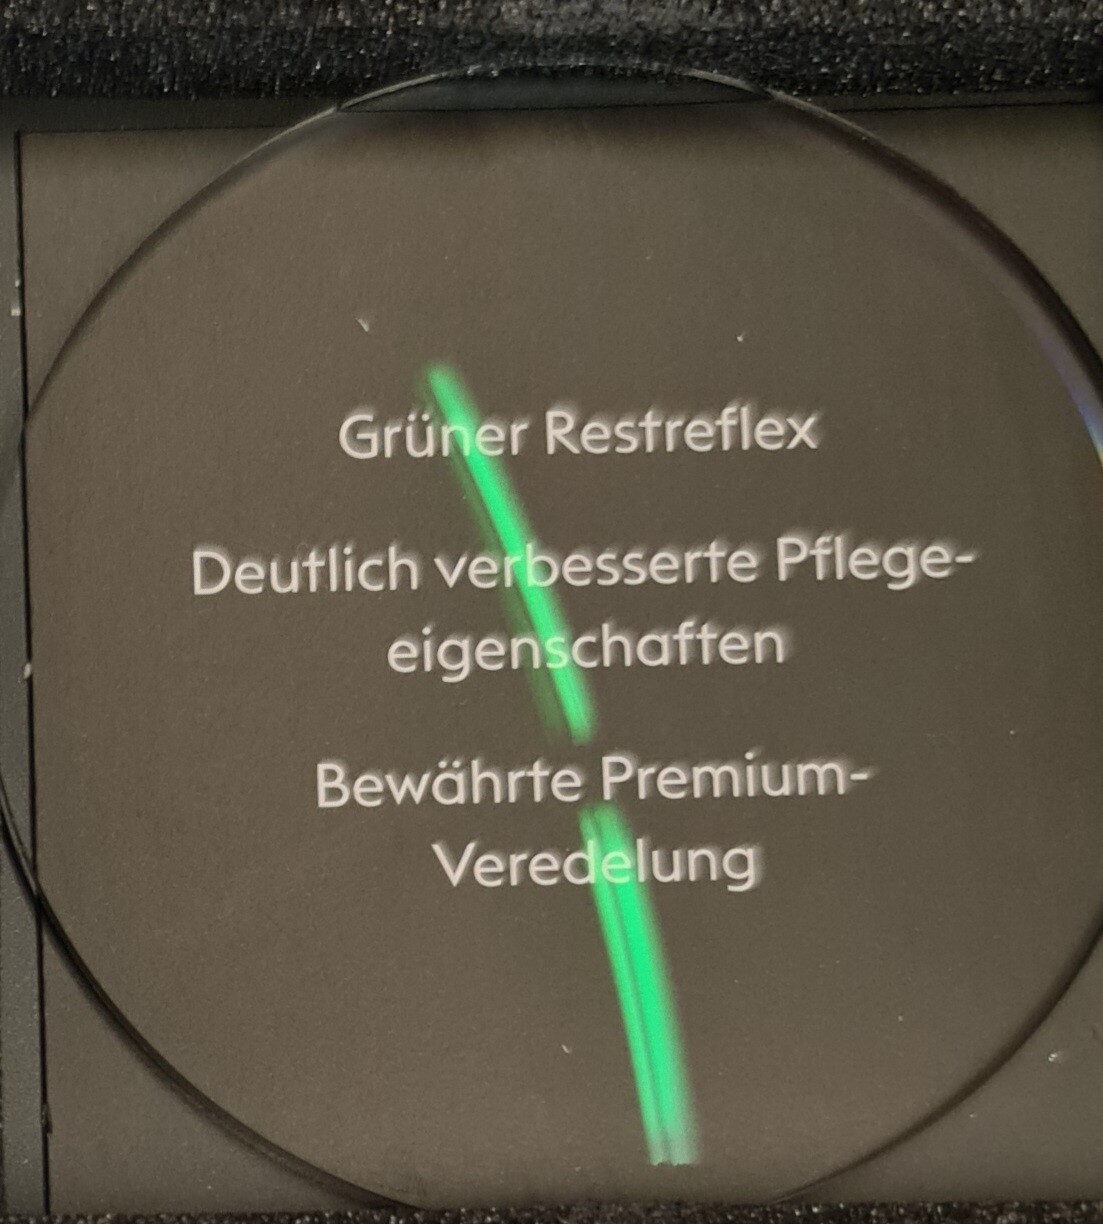 Grüner Restreflex
Deutlich verbesserte Pflege-
eigenschaften
Bewährte Premium-
Veredelung